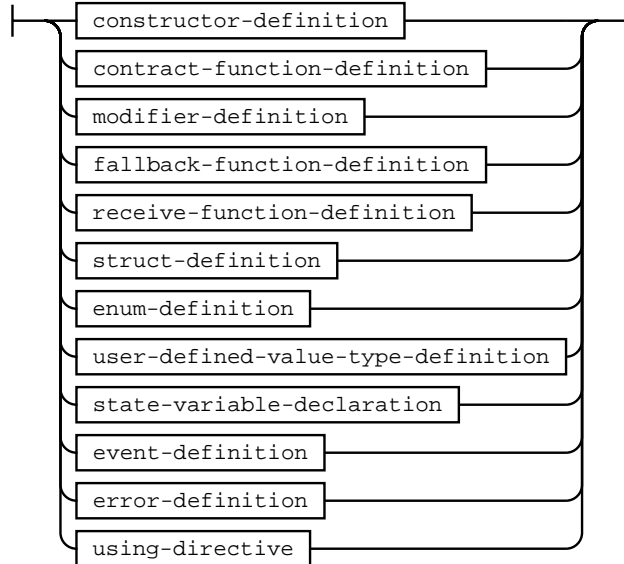 constructor-definition
contract-function-definition
modifier-definition
fallback-function-definition
receive-function-definition
struct-definition
enum-definition
user-defined-value-type-definition
state-variable-declaration
event-definition
error-definition
using-directive